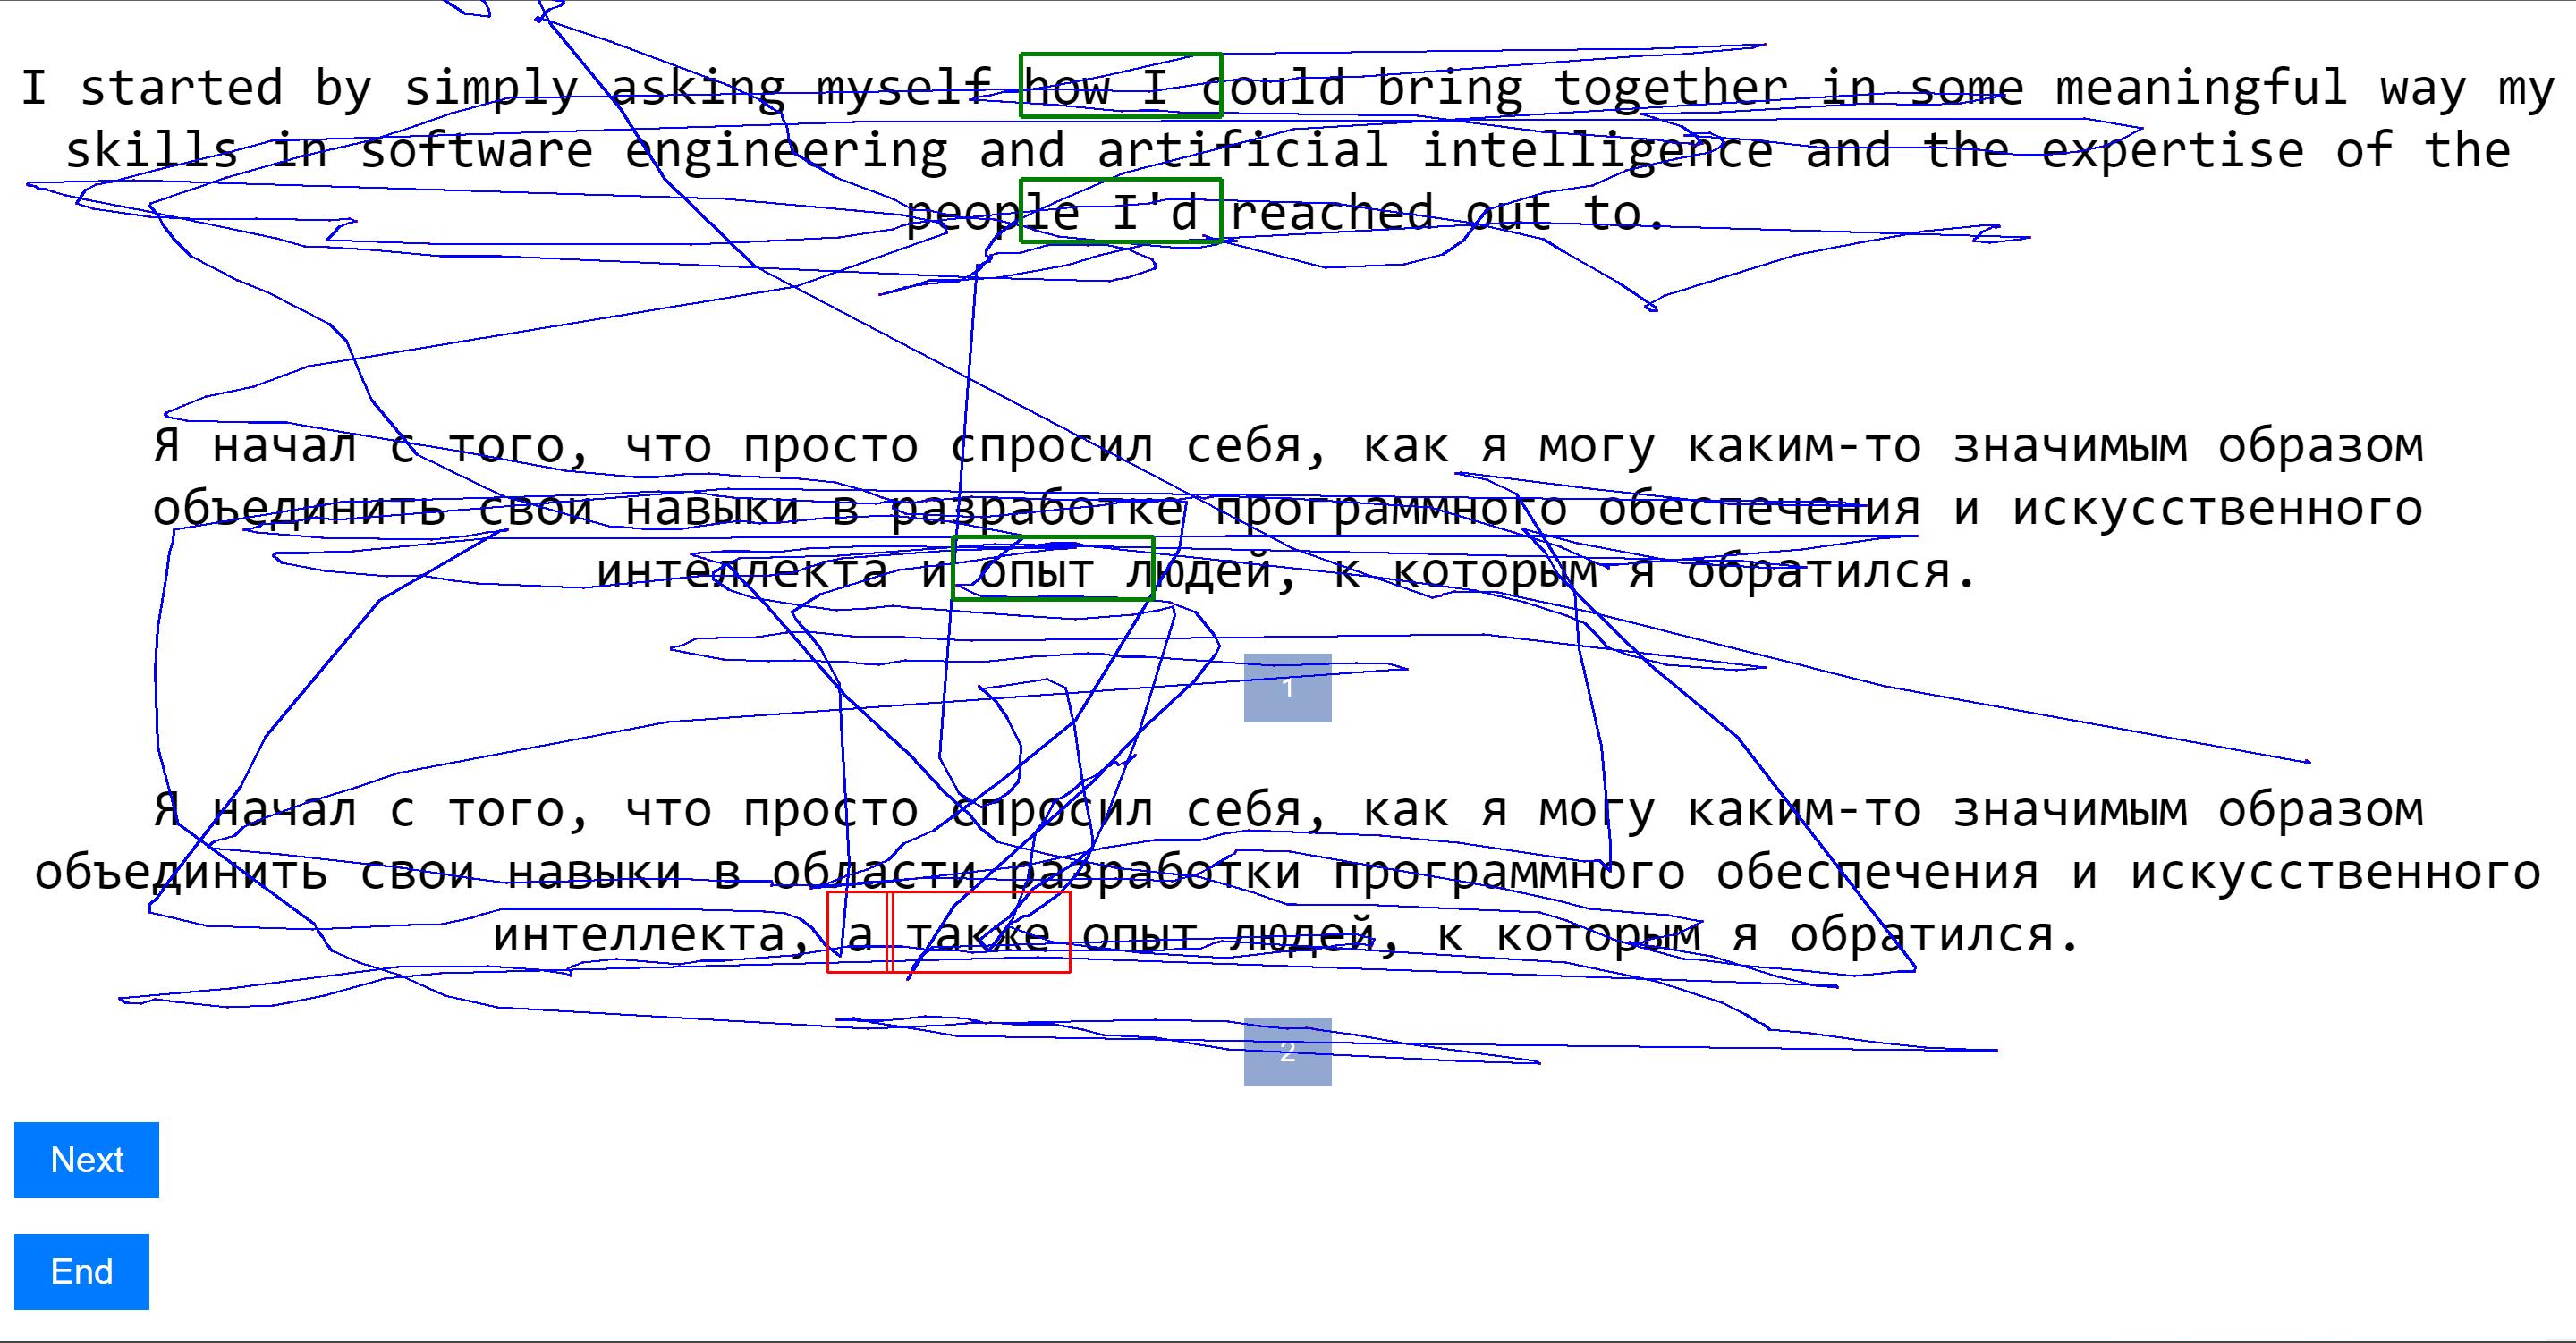 I started by simply asking myself how I could bring together in some meaningful way my
skills in software engineering and artificial intelligence and the expertise of the
people I'd reached out to.
Я начал с того, что просто спросил себя, как я могу каким-то значимым образом
объединить свои навыки в разработке программного обеспечения и искусственного
интеллекта и опыт людей, к которым я обратился.
1
Я начал с того, что просто спросил себя, как я могу каким-то значимым образом
объединить свои навыки в области разработки программного обеспечения и искусственного
интеллекта, а также опыт людей, к которым я обратился.
2
Next
End